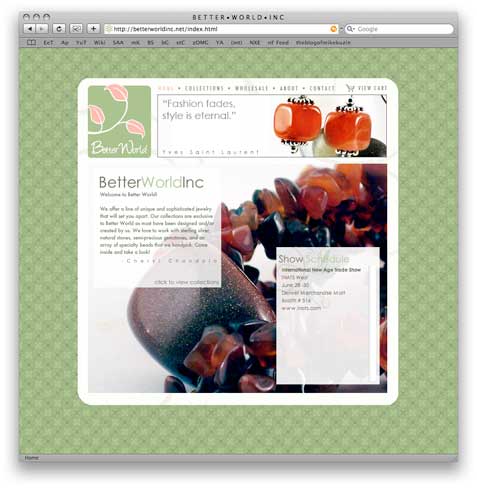 BETTER•WORLD•INC
http://betterworldinc.net/index.html
Google
EeT Ap Di Wiki SAA mK BS bG stC zOMG YA (mti) NXE nf Feed theblogofmikekuzin
HOME • COLLECTIONS • WHOLESALE • ABOUT • CONTACT VIEW CART
"Fashion fades,
style is eternal."
Yves Saint Laurent
Better World
BetterWorldInc
Welcome to Better World!
We offer a line of unique and sophisticated jewelry
that will set you apart. Our collections are exclusive
to Better World as most have been designed and/or
created by us. We love to work with sterling silver,
natural stones, semi-precious gemstones, and an
array of specialty beads that we handpick. Come
inside and take a look!
- Cheryl Chandola
click to view collections
Show Schedule
International New Age Trade Show
INATS West
June 28 -30
Denver Merchandise Mart
Booth # 516
www.inats.com
Home